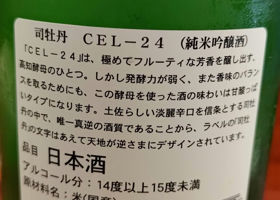 司牡丹　ＣＥＬ－２４　（純米吟醸酒）
「ＣＥＬ－２４」は、極めてフルーティな芳香を醸し出す、
高知酵母のひとつ。しかし発酵力が弱く、また香味のバラン
スを取るためにも、この酵母を使った酒の味わいは甘酸っぱ
いタイプになります。土佐らしい淡麗辛口を信条とする司牡
丹の中で、唯一真逆の酒質であることから、ラベルの「司牡
丹」の文字はあえて天地が逆さまにデザインされています。
品目　日本酒
アルコール分：14度以上15度未満
原材料名：米(国産)